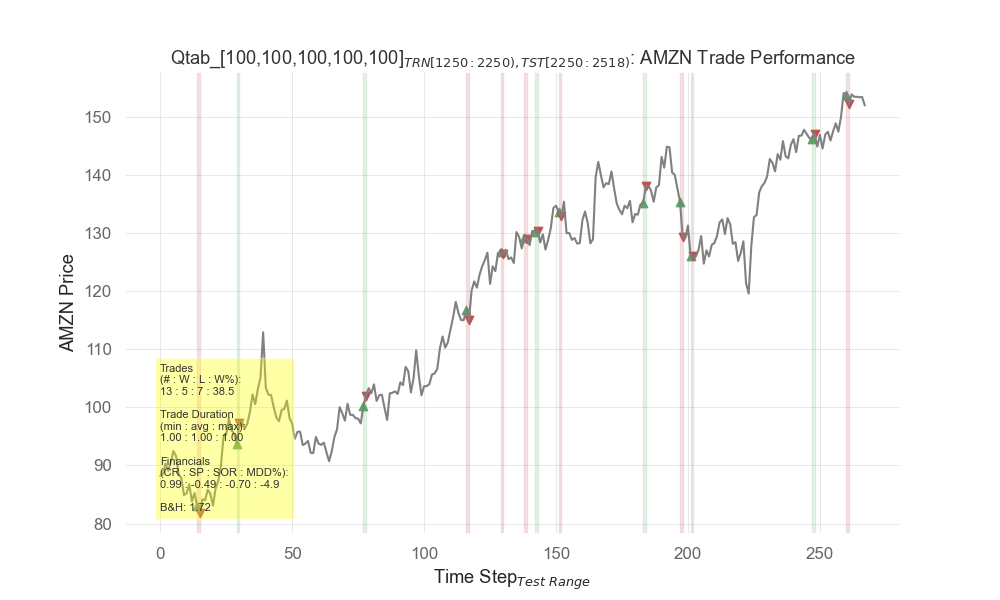 Qtab_[100,100,100,100,100]TRN[1250:2250),TST[2250:2518): AMZN Trade Performance
150
140
130
120
110
100
90
80
AMZN Price
Trades
(# : W : L : W%):
13 : 5 : 7 : 38.5
Trade Duration
(min : avg : max):
1.00 : 1.00 : 1.00
Financials
(CR : SP : SOR : MDD%):
0.99 : -0.49 : -0.70 : -4.9
B&H: 1.72
0
50
100
150
200
250
Time StepTest Range